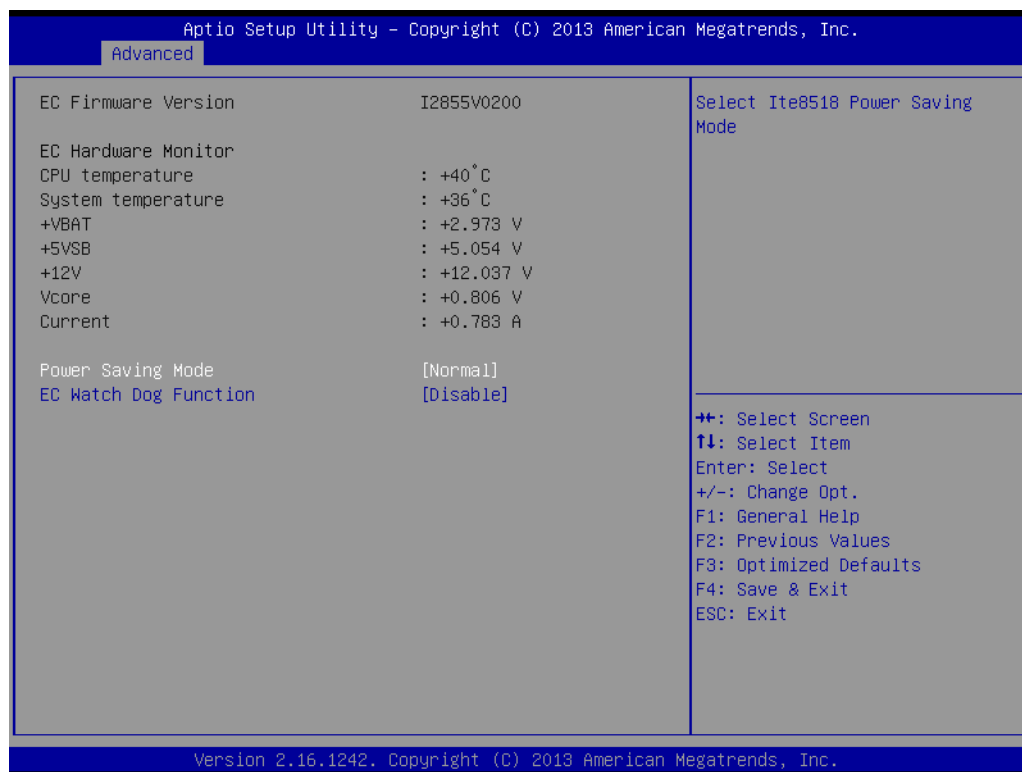 Aptio Setup Utility – Copyright (C) 2013 American Megatrends, Inc.
Advanced
EC Firmware Version I2855V0200
EC Hardware Monitor
CPU temperature : +40°C
System temperature : +36°C
+VBAT : +2.973 V
+5VSB : +5.054 V
+12V : +12.037 V
Vcore : +0.806 V
Current : +0.783 A
Power Saving Mode [Normal]
EC Watch Dog Function [Disable]
Select Ite8518 Power Saving
Mode
→←: Select Screen
↑↓: Select Item
Enter: Select
+/-: Change Opt.
F1: General Help
F2: Previous Values
F3: Optimized Defaults
F4: Save & Exit
ESC: Exit
Version 2.16.1242. Copyright (C) 2013 American Megatrends, Inc.